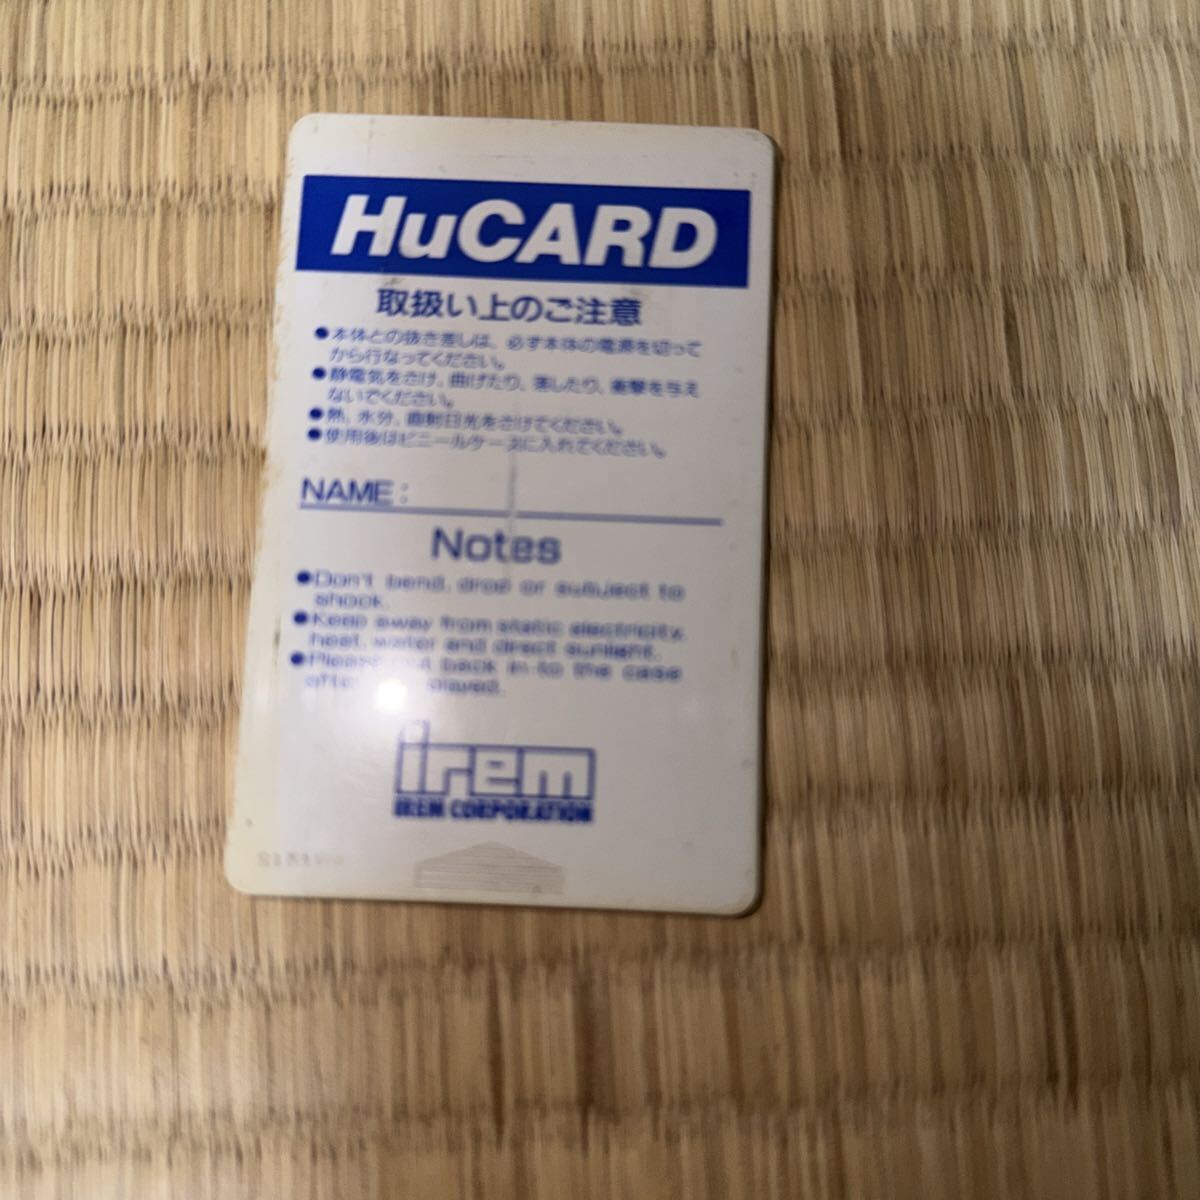 HuCARD
取扱い上のご注意
●本体との抜き差しは、必ず本体の電源を切って
から行なってください。
●静電気をさけ、曲げたり、落したり、衝撃を与え
ないでください。
●熱、水分、直射日光をさけてください。
●使用後はビニールケースに入れてください。
NAME:
Notes
●Don't bend, drop or subject to
shock.
●Keep away from static electricity,
heat, water and direct sunlight.
●Please back in-to the case
after
irem
IREM CORPORATION